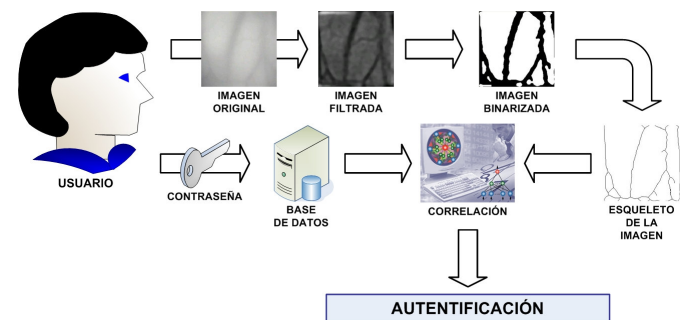 IMAGEN
ORIGINAL
IMAGEN
FILTRADA
IMAGEN
BINARIZADA
USUARIO
CONTRASEÑA
BASE
DE DATOS
CORRELACIÓN
ESQUELETO
DE LA
IMAGEN
AUTENTIFICACIÓN